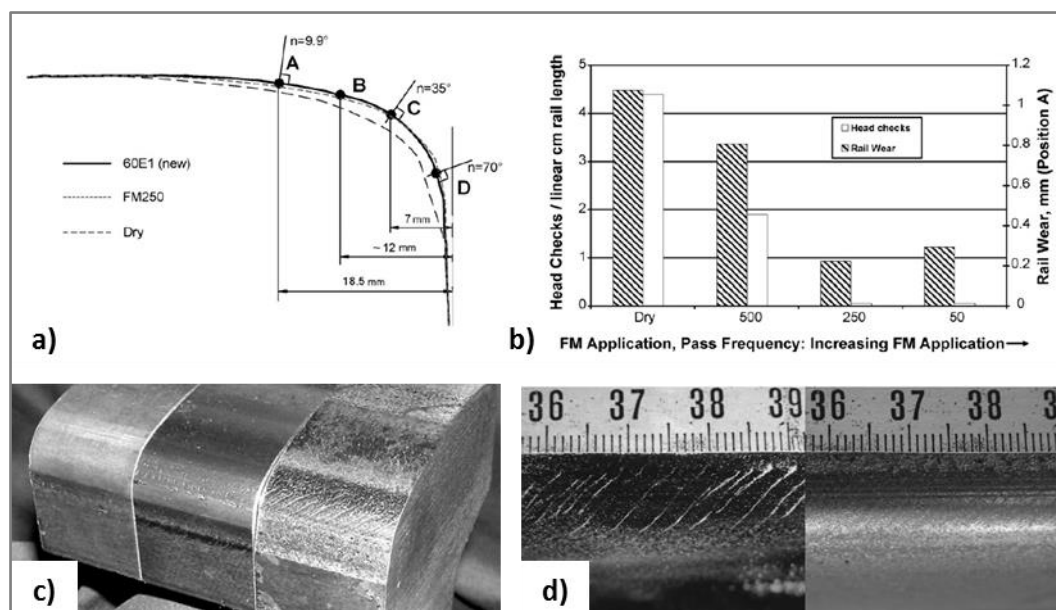 n=9.9°
A
B
n=35°
C
n=70°
D
60E1 (new)
FM250
Dry
7 mm
~ 12 mm
18.5 mm
a)
Head Checks / linear cm rail length
5
4
3
2
1
0
Head checks
Rail Wear
1.2
1
0.8
0.6
0.4
0.2
0
Rail Wear, mm (Position A)
Dry 500 250 50
FM Application, Pass Frequency: Increasing FM Application
b)
c)
36 37 38 39 36 37 38
d)